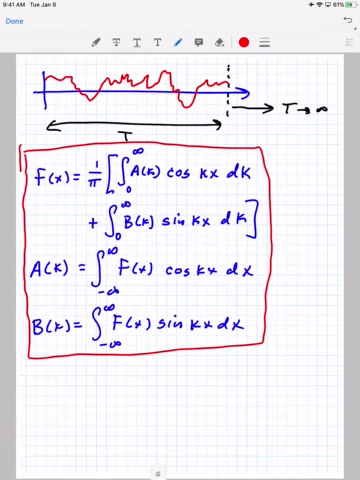 9:41 AM Tue Jan 9
Done
T → ∞
T
F(x) = 1/π [ ∫₀^∞ A(k) cos kx dk
+ ∫₀^∞ B(k) sin kx dk ]
A(k) = ∫₋∞^∞ F(x) cos kx dx
B(k) = ∫₋∞^∞ F(x) sin kx dx